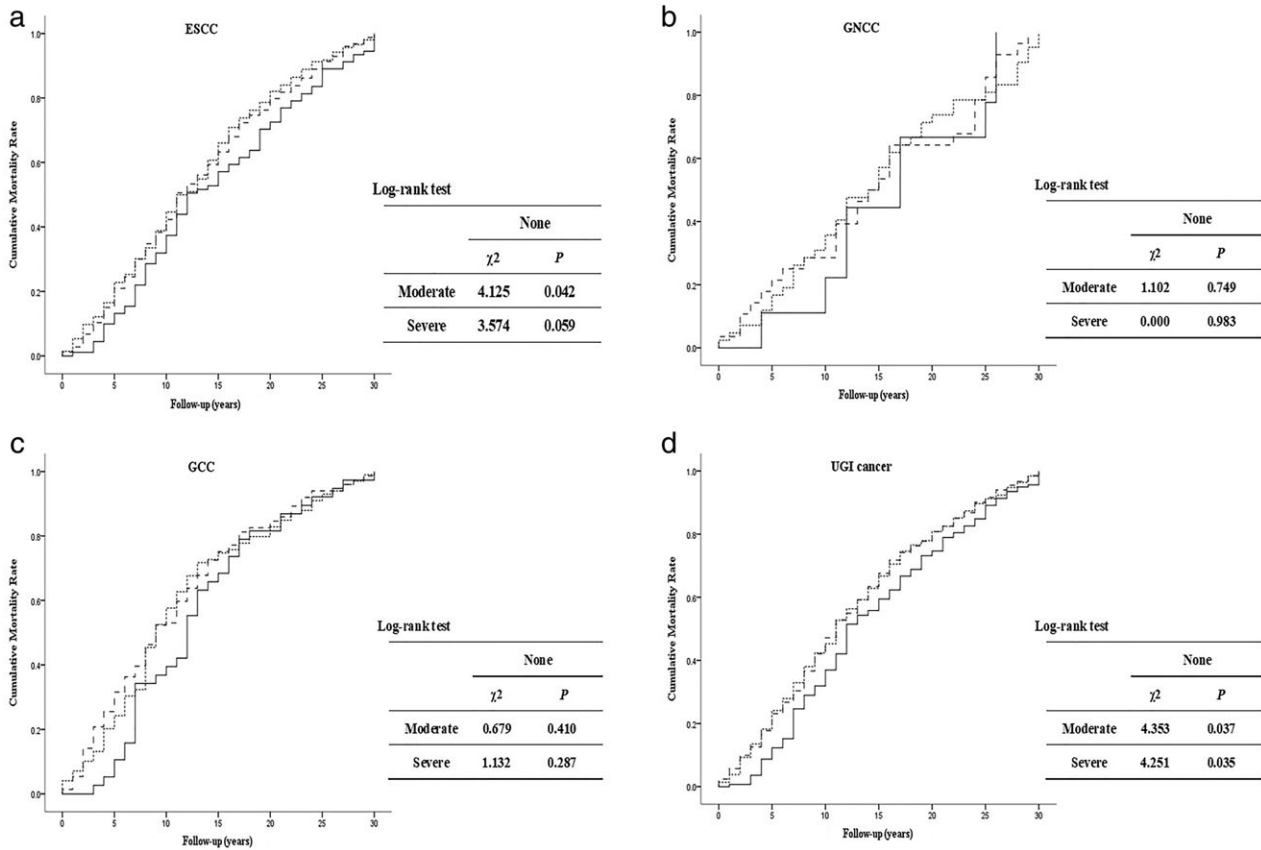 a
ESCC
Cumulative Mortality Rate
1.0
0.8
0.6
0.4
0.2
0.0
0 5 10 15 20 25 30
Follow-up (years)
Log-rank test
None
χ2 P
Moderate 4.125 0.042
Severe 3.574 0.059
b
GNCC
Cumulative Mortality Rate
1.0
0.8
0.6
0.4
0.2
0.0
0 5 10 15 20 25 30
Follow-up (years)
Log-rank test
None
χ2 P
Moderate 1.102 0.749
Severe 0.000 0.983
c
GCC
Cumulative Mortality Rate
1.0
0.8
0.6
0.4
0.2
0.0
0 5 10 15 20 25 30
Follow-up (years)
Log-rank test
None
χ2 P
Moderate 0.679 0.410
Severe 1.132 0.287
d
UGI cancer
Cumulative Mortality Rate
1.0
0.8
0.6
0.4
0.2
0.0
0 5 10 15 20 25 30
Follow-up (years)
Log-rank test
None
χ2 P
Moderate 4.353 0.037
Severe 4.251 0.035